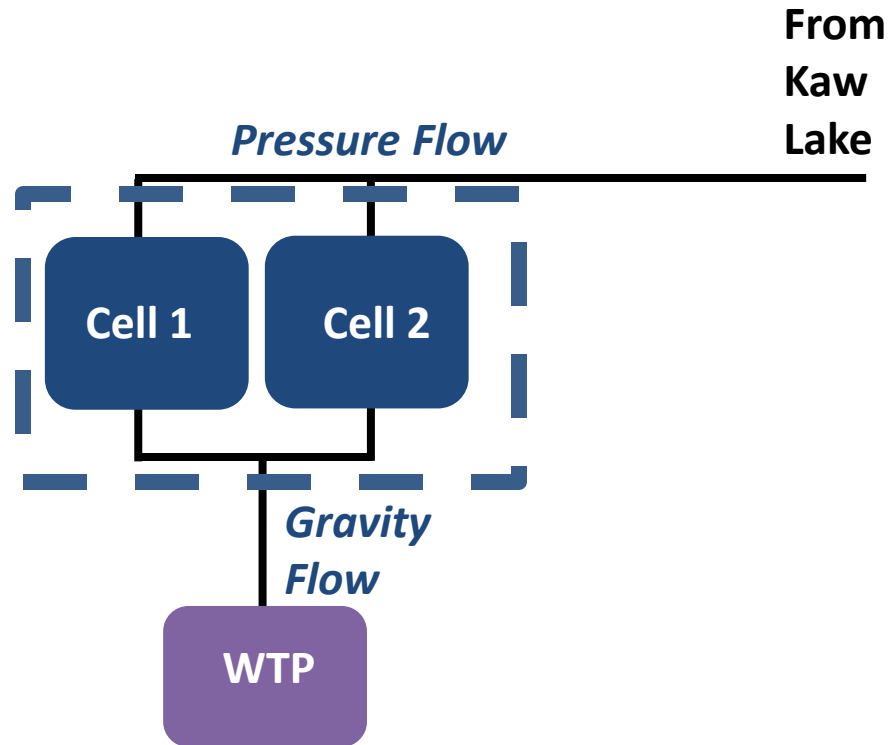 From
Kaw
Lake
Pressure Flow
Cell 1
Cell 2
Gravity
Flow
WTP